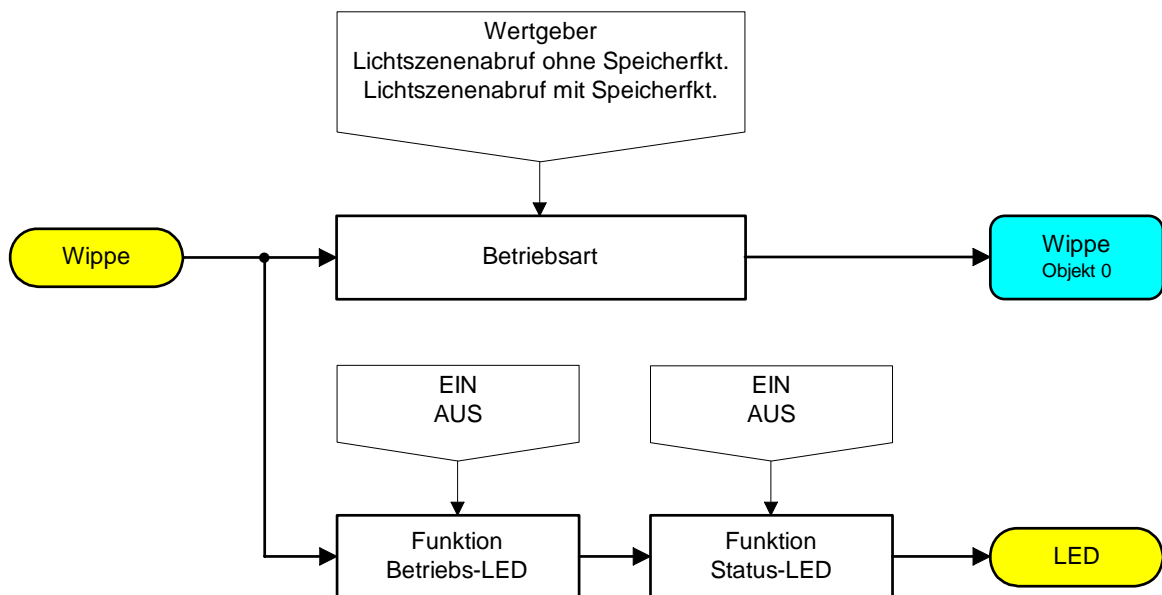 Wertgeber
Lichtszenenabruf ohne Speicherfkt.
Lichtszenenabruf mit Speicherfkt.
Wippe
Betriebsart
Wippe
Objekt 0
EIN
AUS
EIN
AUS
Funktion
Betriebs-LED
Funktion
Status-LED
LED